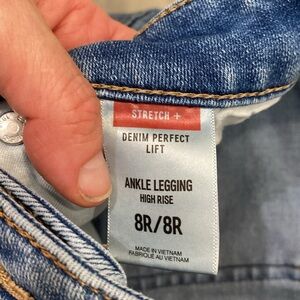 STRETCH +
DENIM PERFECT
LIFT
ANKLE LEGGING
HIGH RISE
8R/8R
MADE IN VIETNAM
FABRIQUÉ AU VIETNAM